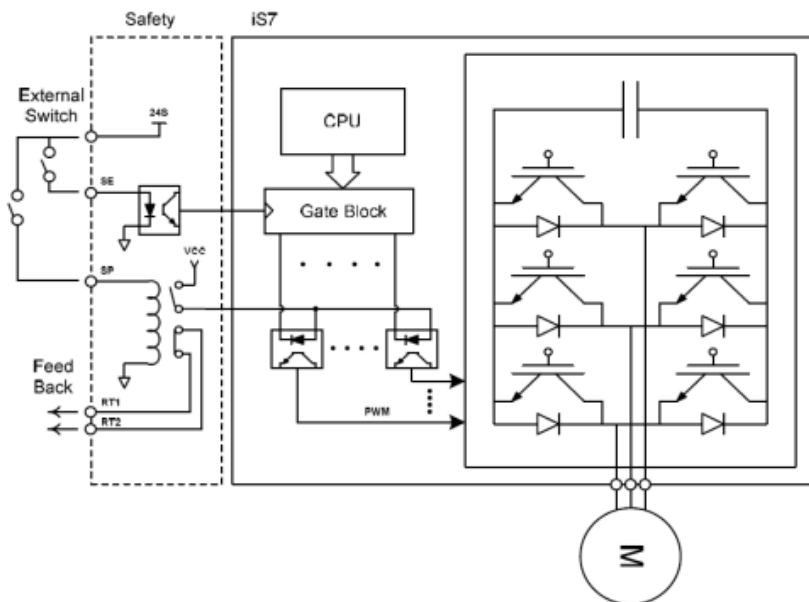 Safety
iS7
External
Switch
24S
CPU
SE
Gate Block
VCC
SP
Feed
Back
RT1
RT2
PWM
M